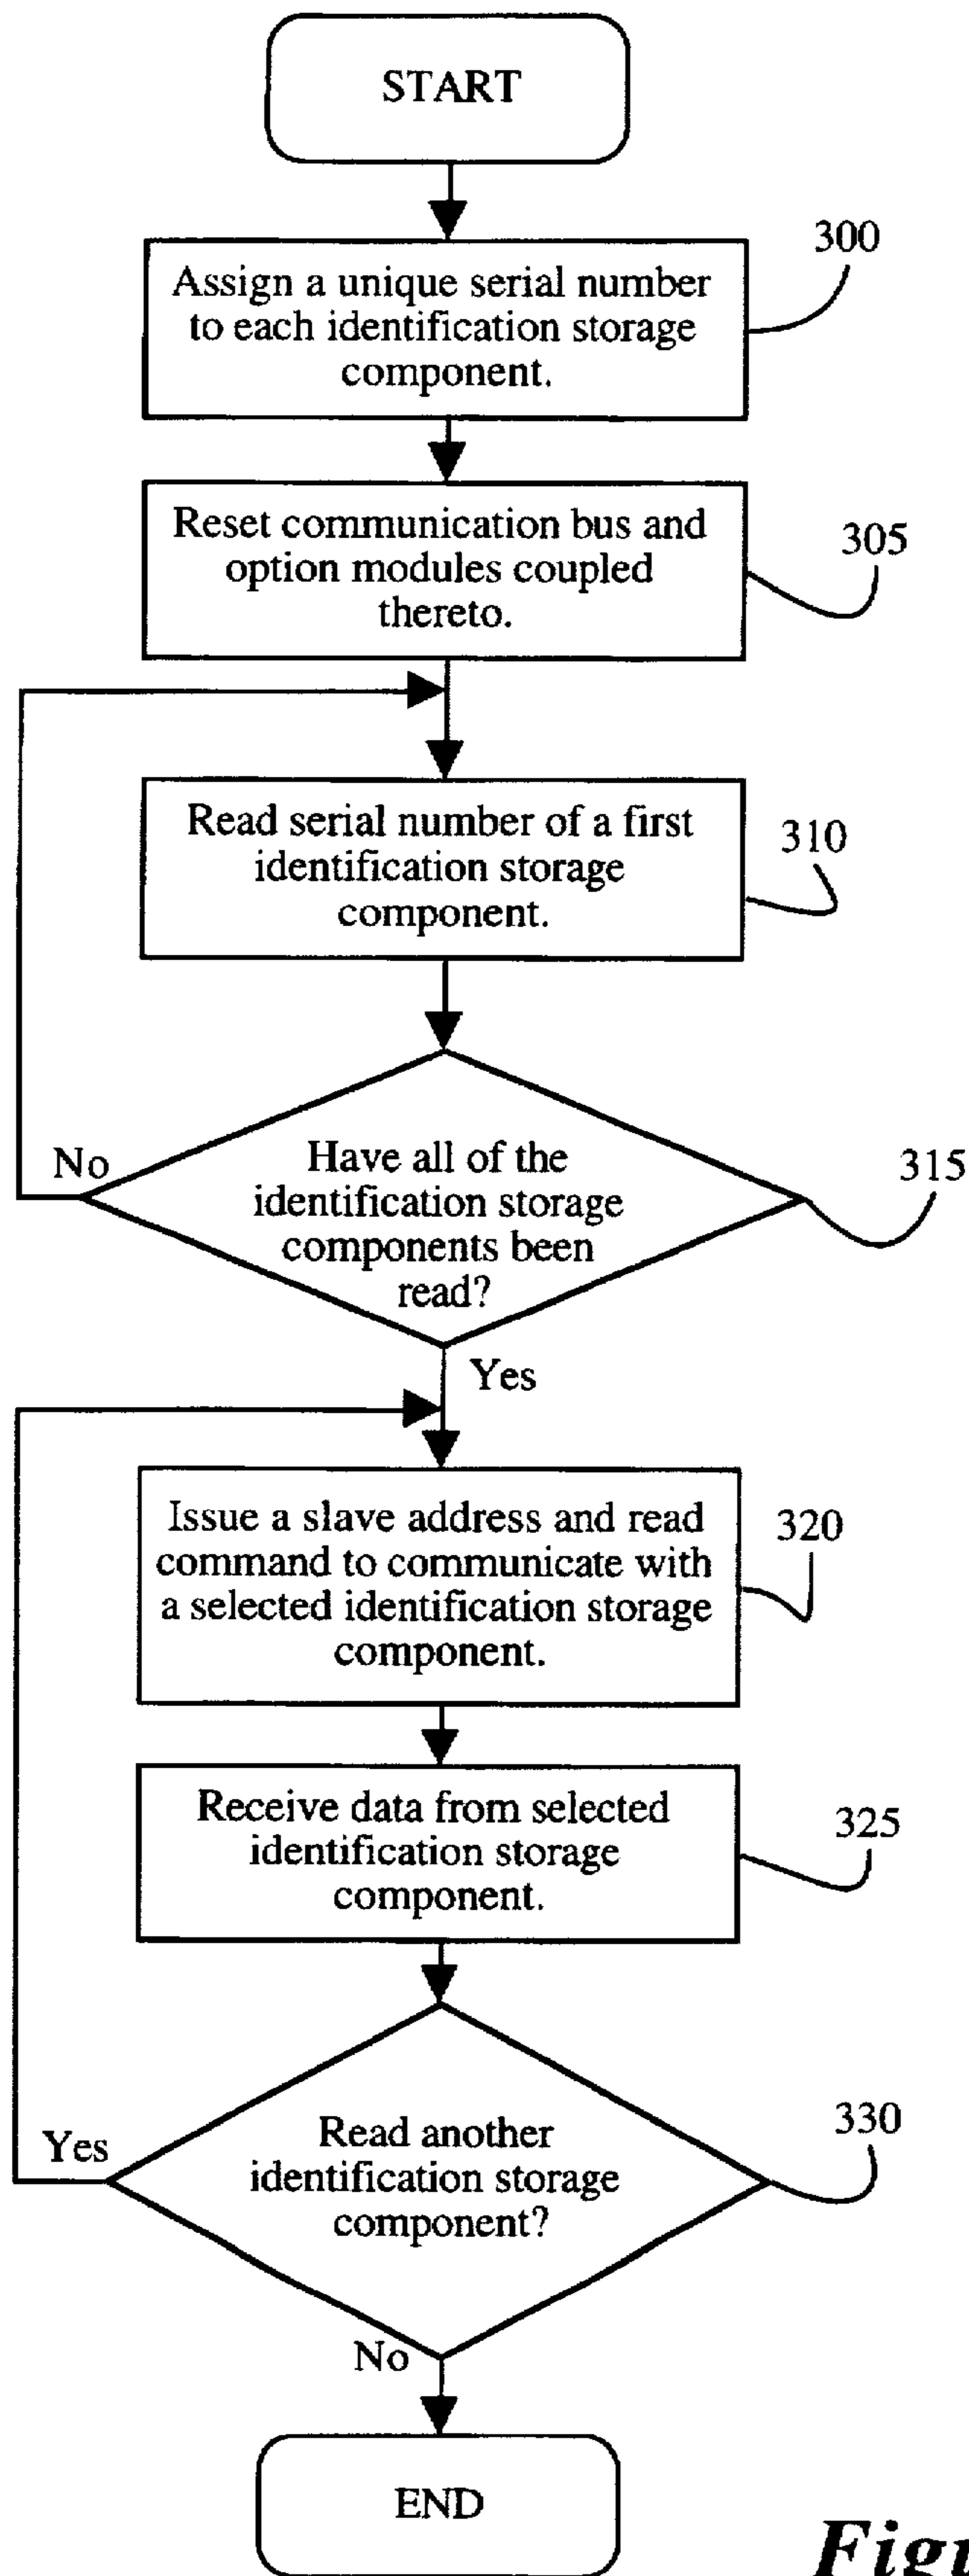 START
300
Assign a unique serial number
to each identification storage
component.
305
Reset communication bus and
option modules coupled
thereto.
310
Read serial number of a first
identification storage
component.
315
No
Have all of the
identification storage
components been
read?
Yes
320
Issue a slave address and read
command to communicate with
a selected identification storage
component.
325
Receive data from selected
identification storage
component.
330
Yes
Read another
identification storage
component?
No
END